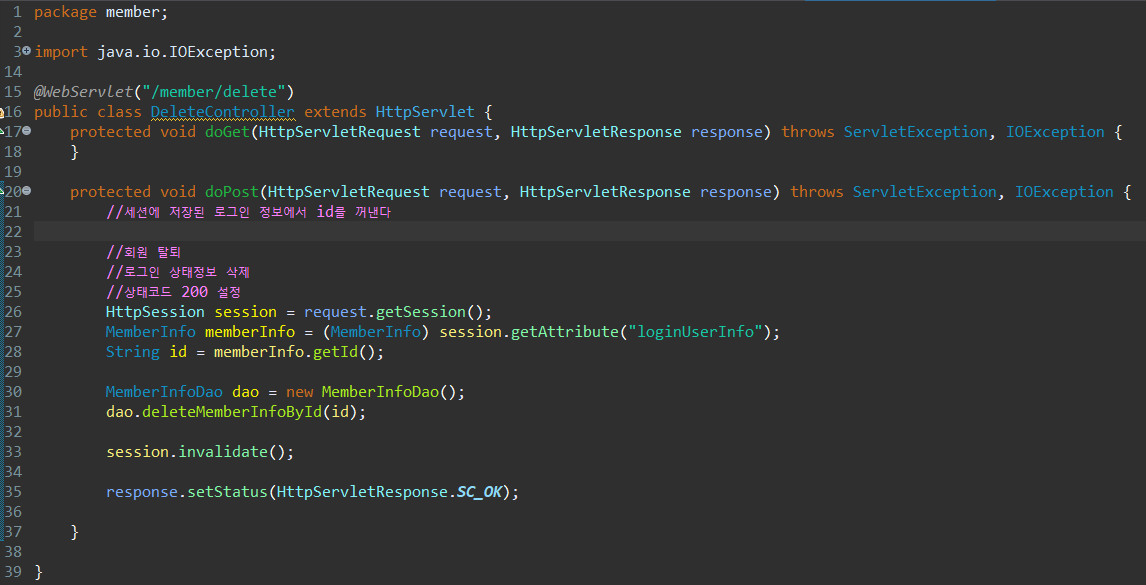 1 package member;
2
3 import java.io.IOException;
14
15 @WebServlet("/member/delete")
16 public class DeleteController extends HttpServlet {
17 protected void doGet(HttpServletRequest request, HttpServletResponse response) throws ServletException, IOException {
18 }
19
20 protected void doPost(HttpServletRequest request, HttpServletResponse response) throws ServletException, IOException {
21 //세션에 저장된 로그인 정보에서 id를 꺼낸다
22
23 //회원 탈퇴
24 //로그인 상태정보 삭제
25 //상태코드 200 설정
26 HttpSession session = request.getSession();
27 MemberInfo memberInfo = (MemberInfo) session.getAttribute("loginUserInfo");
28 String id = memberInfo.getId();
29
30 MemberInfoDao dao = new MemberInfoDao();
31 dao.deleteMemberInfoById(id);
32
33 session.invalidate();
34
35 response.setStatus(HttpServletResponse.SC_OK);
36
37 }
38
39 }